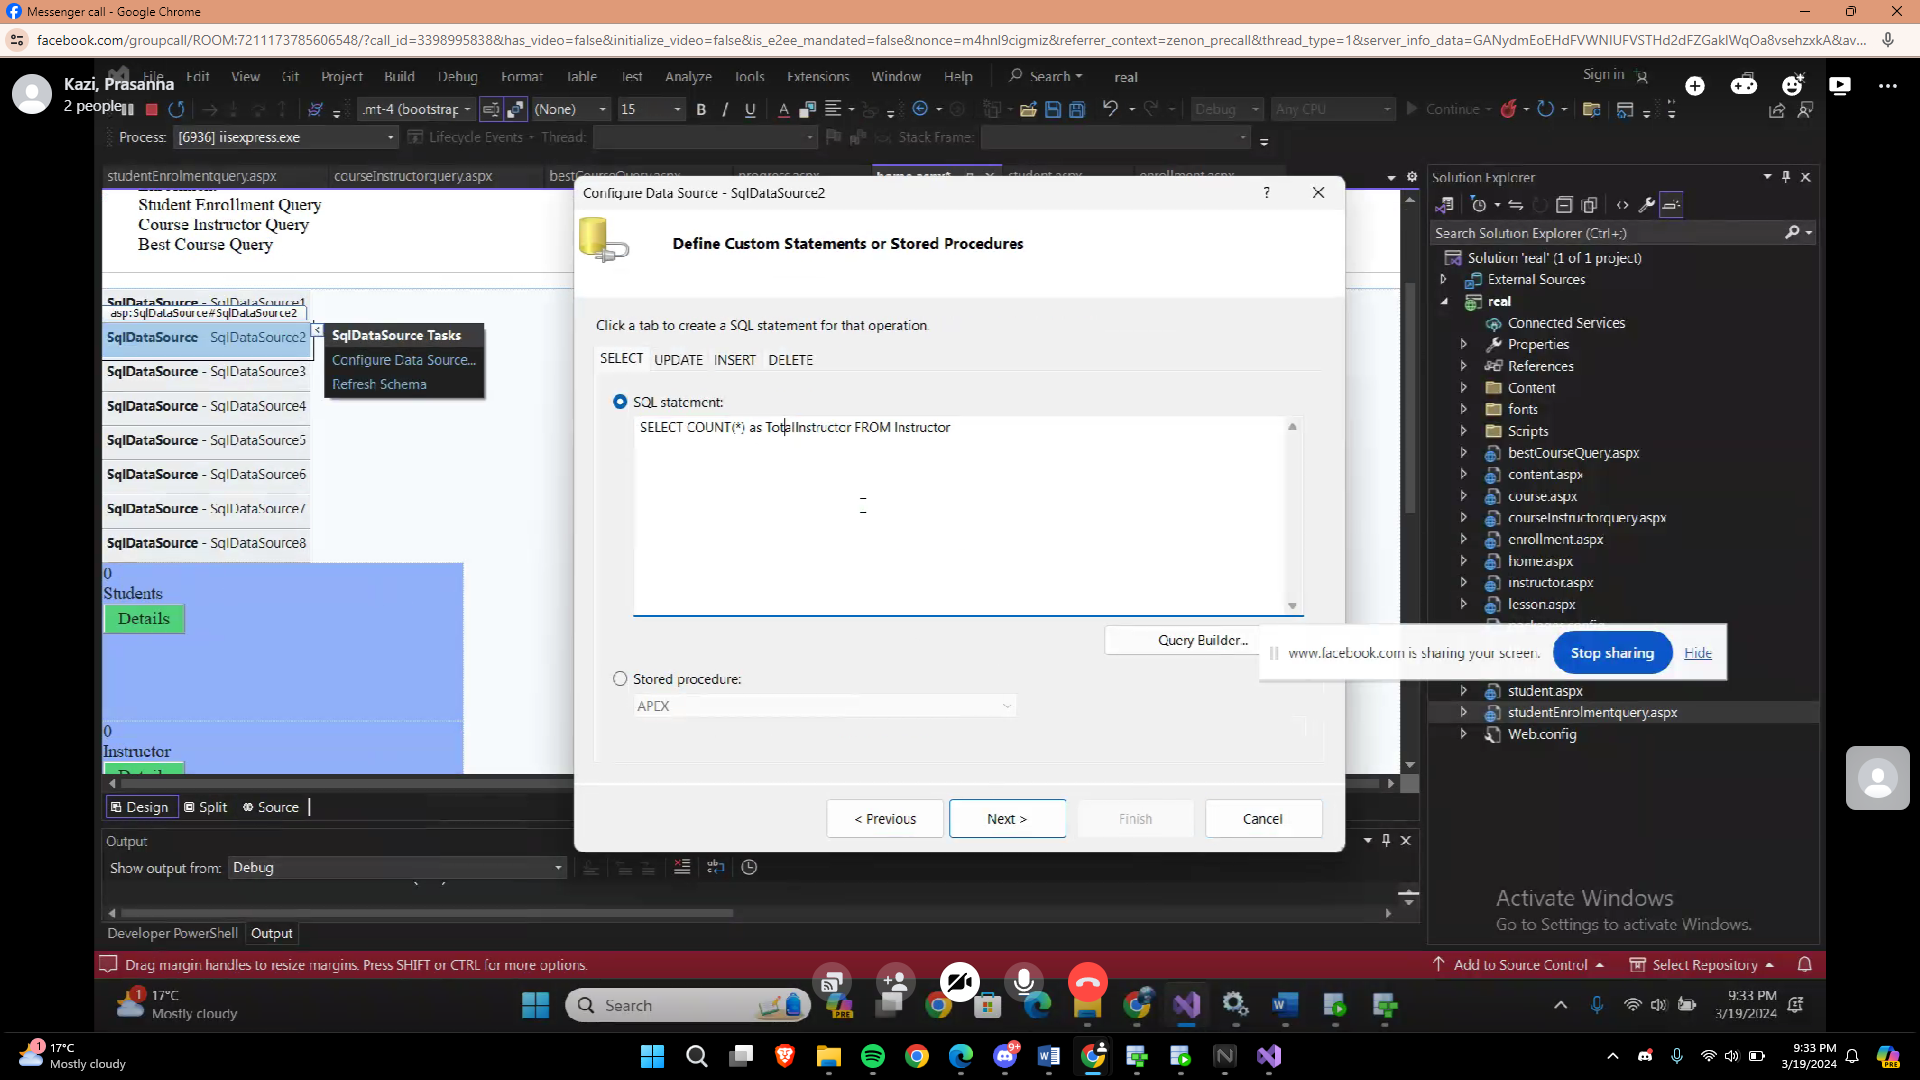 Messenger call - Google Chrome
facebook.com/groupcall/ROOM:7211173785606548/?call_id=3398995838&has_video=false&initialize_video=false&is_e2ee_mandated=false&nonce=m4hnl9cigmiz&referrer_context=zenon_precall&thread_type=1&server_info_data=GANydmEoEHdFVWNIUFVSTHd2dFZGaklWqOa8vsehzxkA&av...
Kazi, Prasanna
2 people
File Edit View Git Project Build Debug Format Table Test Analyze Tools Extensions Window Help Search real Sign in
.mt-4 (bootstrap (None) 15 B I U A Debug Any CPU Continue
Process: [6936] iisexpress.exe Lifecycle Events Thread: Stack Frame:
studentEnrolmentquery.aspx courseInstructorquery.aspx bestCourseQuery.aspx progress.aspx home.aspx* student.aspx enrollment.aspx
Student Enrollment Query
Course Instructor Query
Best Course Query
SqlDataSource - SqlDataSource1
asp:SqlDataSource#SqlDataSource2
SqlDataSource - SqlDataSource2
SqlDataSource - SqlDataSource3
SqlDataSource - SqlDataSource4
SqlDataSource - SqlDataSource5
SqlDataSource - SqlDataSource6
SqlDataSource - SqlDataSource7
SqlDataSource - SqlDataSource8
SqlDataSource Tasks
Configure Data Source...
Refresh Schema
0
Students
Details
0
Instructor
Details
Design Split Source
Configure Data Source - SqlDataSource2
?
Define Custom Statements or Stored Procedures
Click a tab to create a SQL statement for that operation.
SELECT UPDATE INSERT DELETE
SQL statement:
SELECT COUNT(*) as TotalInstructor FROM Instructor
Query Builder...
Stored procedure:
APEX
< Previous Next > Finish Cancel
Solution Explorer
Search Solution Explorer (Ctrl+;)
Solution 'real' (1 of 1 project)
External Sources
real
Connected Services
Properties
References
Content
fonts
Scripts
bestCourseQuery.aspx
content.aspx
course.aspx
courseInstructorquery.aspx
enrollment.aspx
home.aspx
instructor.aspx
lesson.aspx
www.facebook.com is sharing your screen. Stop sharing Hide
student.aspx
studentEnrolmentquery.aspx
Web.config
Output
Show output from: Debug
Developer PowerShell Output
Activate Windows
Go to Settings to activate Windows.
Drag margin handles to resize margins. Press SHIFT or CTRL for more options.
Add to Source Control Select Repository
1
17°C
Mostly cloudy
Search
PRE
9:33 PM
3/19/2024
1
17°C
Mostly cloudy
9+
9:33 PM
3/19/2024
PRE